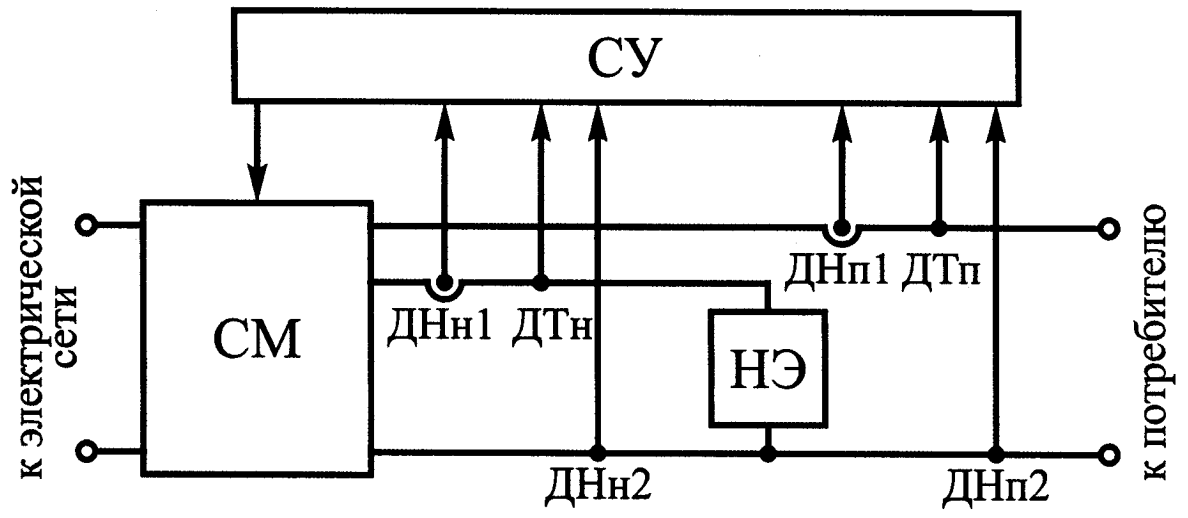 СУ
к электрической
сети
СМ
ДНн1 ДТн
ДНп1 ДТп
НЭ
ДНн2
ДНп2
к потребителю